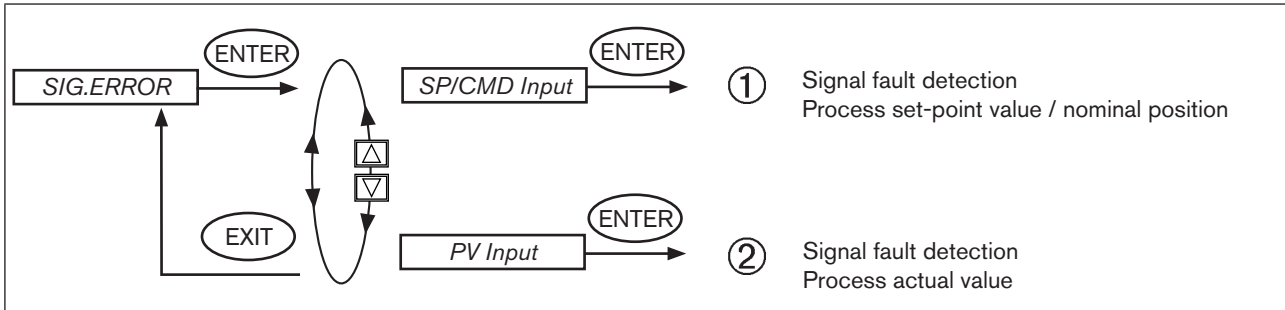 SIG.ERROR
ENTER
EXIT
SP/CMD Input
ENTER
① Signal fault detection
Process set-point value / nominal position
PV Input
ENTER
② Signal fault detection
Process actual value